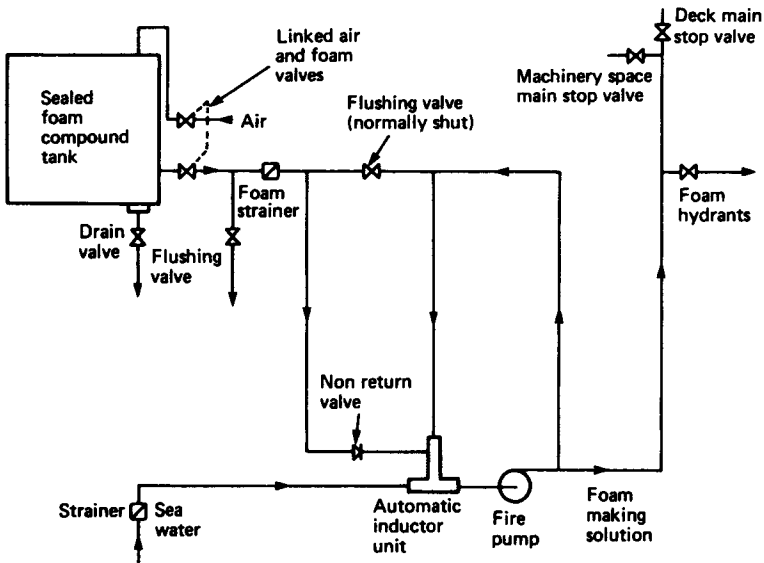 Deck main
stop valve
Linked air
and foam
valves
Machinery space
main stop valve
Sealed
foam
compound
tank
Flushing valve
(normally shut)
Air
Foam
strainer
Foam
hydrants
Drain
valve
Flushing
valve
Non return
valve
Strainer
Sea
water
Automatic
inductor
unit
Fire
pump
Foam
making
solution